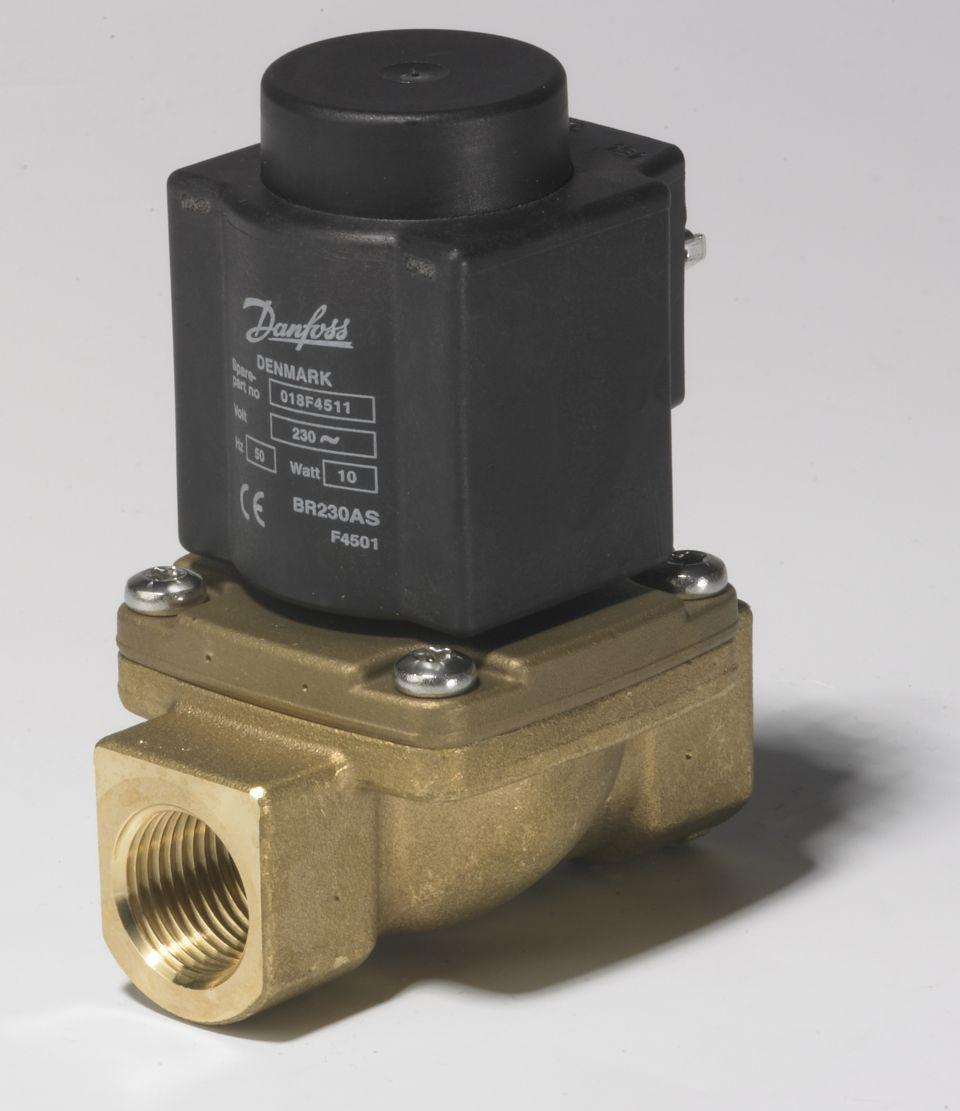 Danfoss
DENMARK
Spare-
part no 018F4511
Volt 230 ~
Hz 50 Watt 10
CE BR230AS
F4501